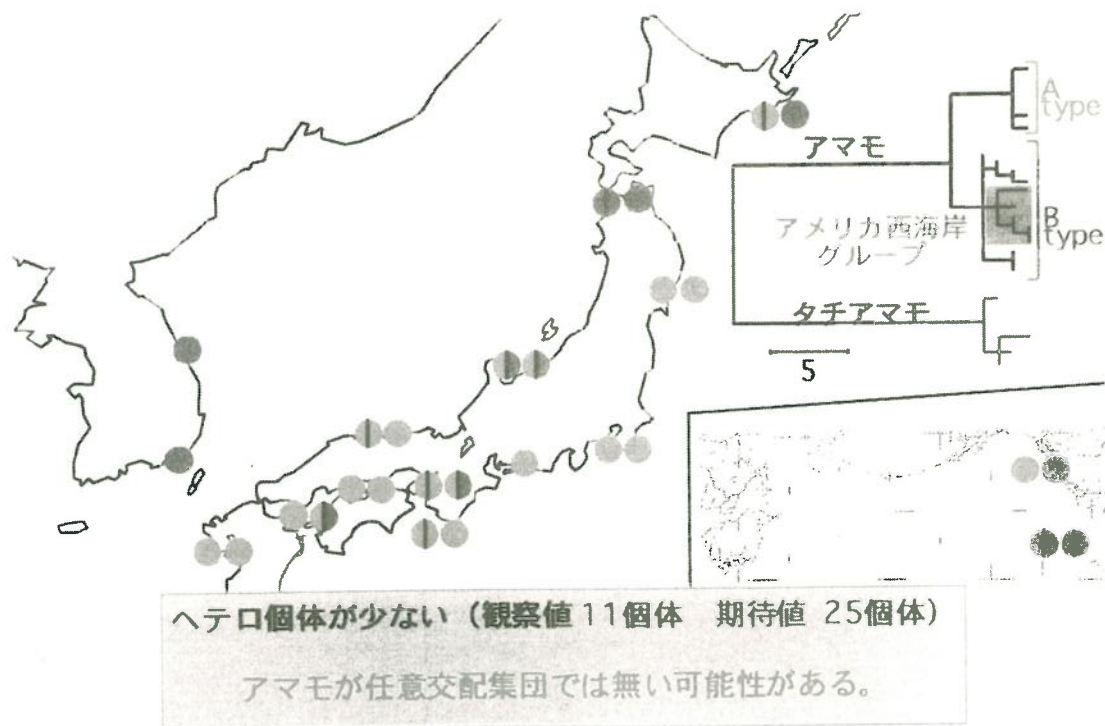 A
type
アマモ
アメリカ西海岸
グループ
B
type
タチアマモ
5
ヘテロ個体が少ない（観察値 11個体　期待値 25個体）
アマモが任意交配集団では無い可能性がある。